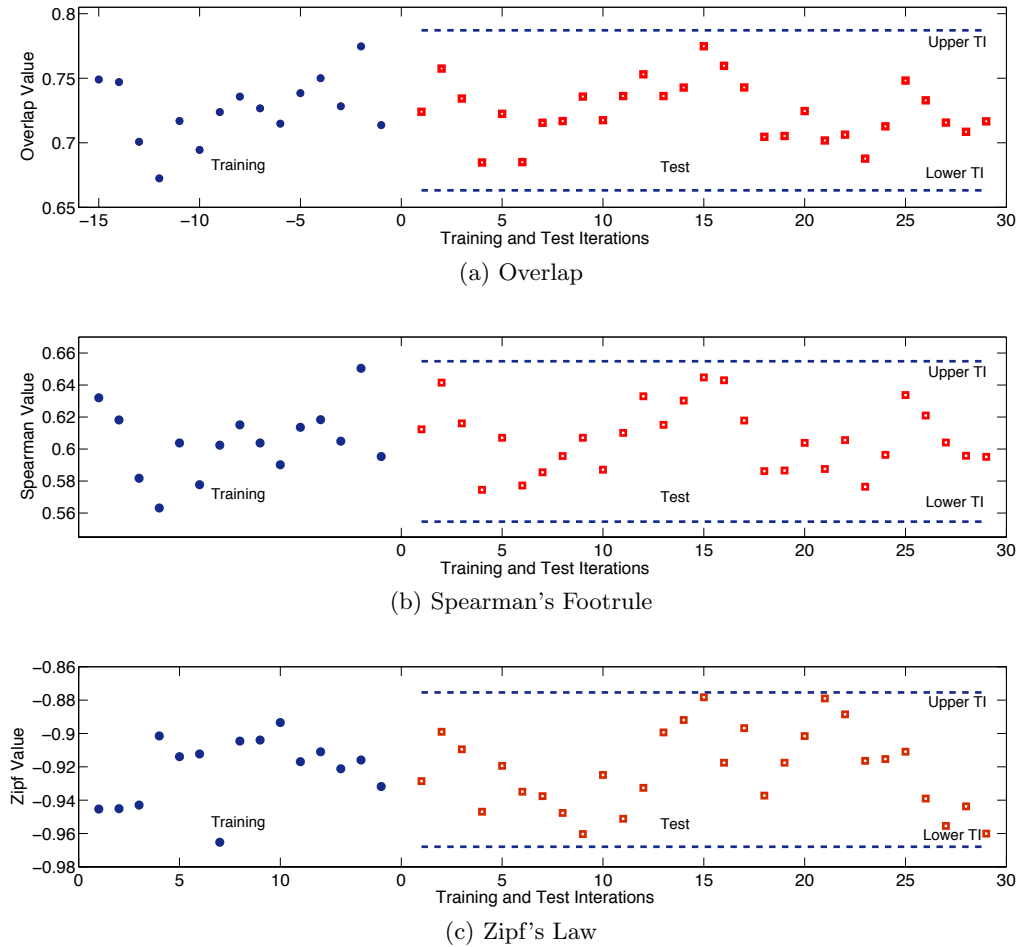 0.8
Upper TI
0.75
Overlap Value
0.7
Training
Test
Lower TI
0.65
−15 −10 −5 0 5 10 15 20 25 30
Training and Test Iterations
(a) Overlap
0.66
Upper TI
0.64
0.62
Spearman Value
0.6
0.58
Training
Test
Lower TI
0.56
0 5 10 15 20 25 30
Training and Test Iterations
(b) Spearman's Footrule
−0.86
−0.88
Upper TI
−0.9
Zipf Value
−0.92
−0.94
Training
Test
Lower TI
−0.96
−0.98
0 5 10 0 5 10 15 20 25 30
Training and Test Interations
(c) Zipf's Law